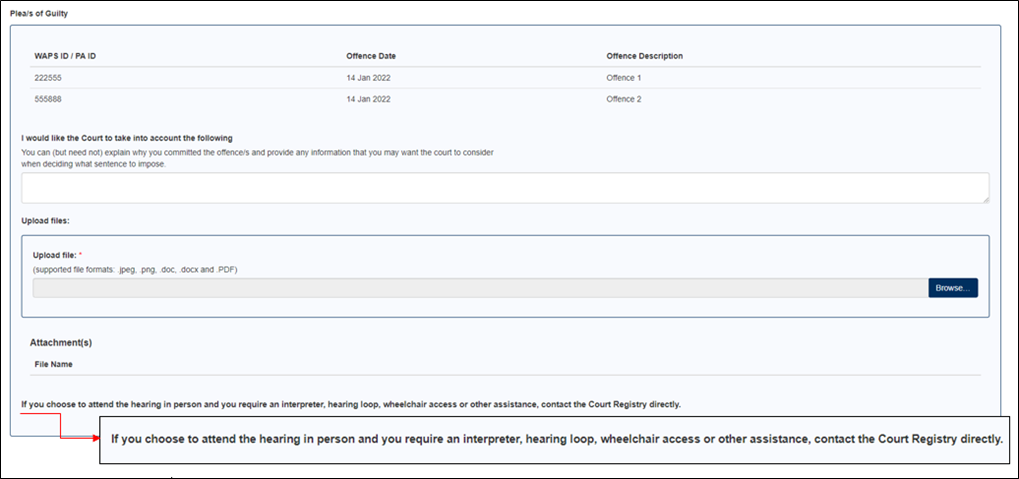 Plea/s of Guilty
WAPS ID / PA ID Offence Date Offence Description
222555 14 Jan 2022 Offence 1
555888 14 Jan 2022 Offence 2
I would like the Court to take into account the following
You can (but need not) explain why you committed the offence/s and provide any information that you may want the court to consider
when deciding what sentence to impose.
Upload files:
Upload file: *
(supported file formats: .jpeg, .png, .doc, .docx and .PDF)
Browse...
Attachment(s)
File Name
If you choose to attend the hearing in person and you require an interpreter, hearing loop, wheelchair access or other assistance, contact the Court Registry directly.
If you choose to attend the hearing in person and you require an interpreter, hearing loop, wheelchair access or other assistance, contact the Court Registry directly.